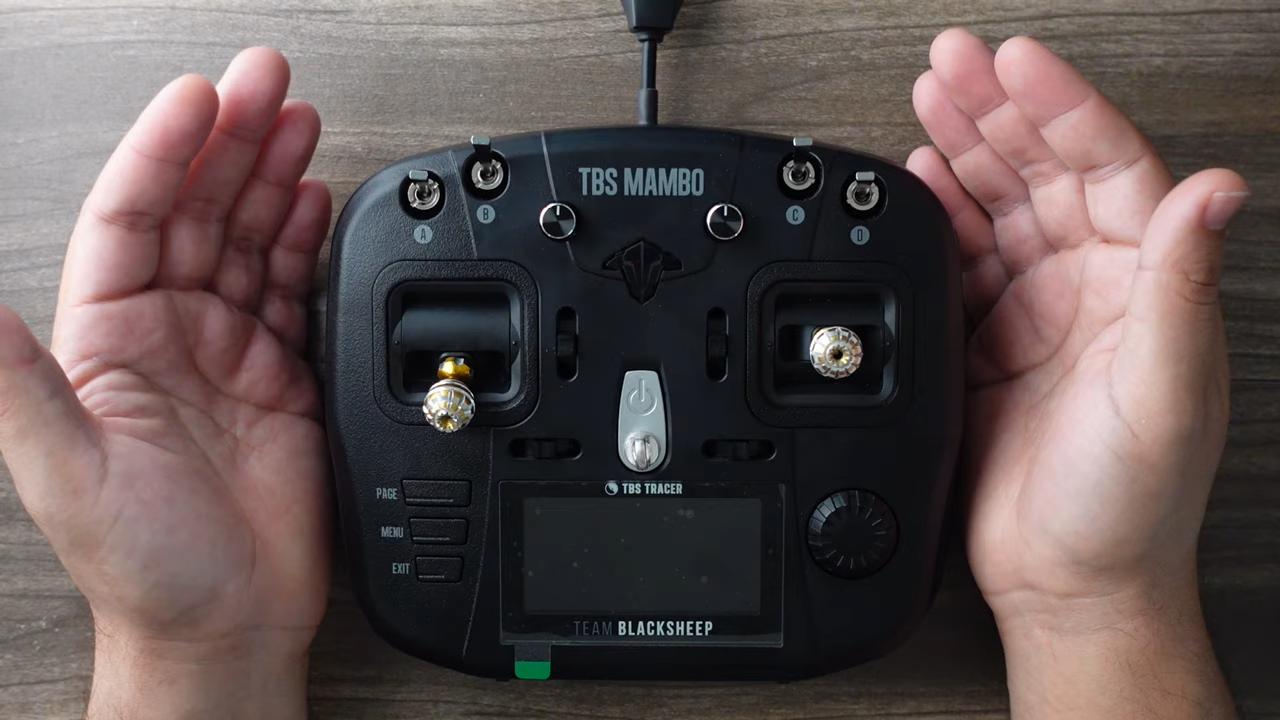 TBS MAMBO
A
B
C
D
PAGE
MENU
EXIT
TBS TRACER
TEAM BLACKSHEEP